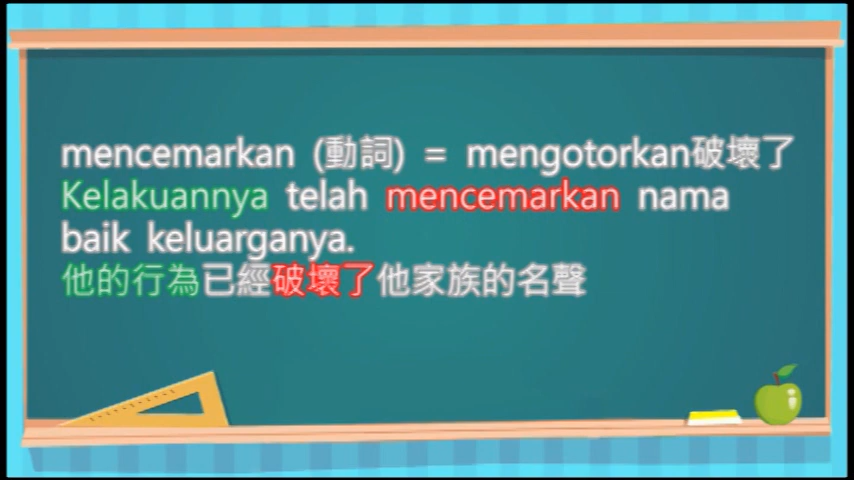 mencemarkan (動詞) = mengotorkan破壞了
Kelakuannya telah mencemarkan nama
baik keluarganya.
他的行為已經破壞了他家族的名聲